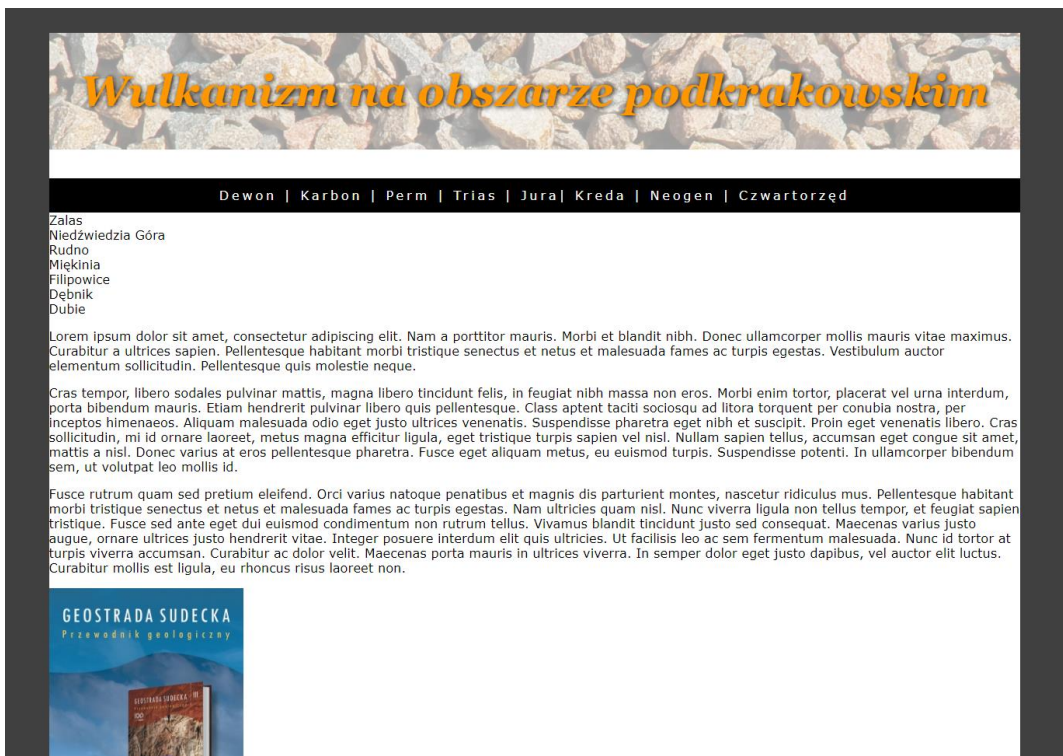 Wulkanizm na obszarze podkrakowskim
Dewon | Karbon | Perm | Trias | Jura| Kreda | Neogen | Czwartorzęd
Zalas
Niedźwiedzia Góra
Rudno
Miękinia
Filipowice
Dębnik
Dubie
Lorem ipsum dolor sit amet, consectetur adipiscing elit. Nam a porttitor mauris. Morbi et blandit nibh. Donec ullamcorper mollis mauris vitae maximus.
Curabitur a ultrices sapien. Pellentesque habitant morbi tristique senectus et netus et malesuada fames ac turpis egestas. Vestibulum auctor
elementum sollicitudin. Pellentesque quis molestie neque.
Cras tempor, libero sodales pulvinar mattis, magna libero tincidunt felis, in feugiat nibh massa non eros. Morbi enim tortor, placerat vel urna interdum,
porta bibendum mauris. Etiam hendrerit pulvinar libero quis pellentesque. Class aptent taciti sociosqu ad litora torquent per conubia nostra, per
inceptos himenaeos. Aliquam malesuada odio eget justo ultrices venenatis. Suspendisse pharetra eget nibh et suscipit. Proin eget venenatis libero. Cras
sollicitudin, mi id ornare laoreet, metus magna efficitur ligula, eget tristique turpis sapien vel nisl. Nullam sapien tellus, accumsan eget congue sit amet,
mattis a nisl. Donec varius at eros pellentesque pharetra. Fusce eget aliquam metus, eu euismod turpis. Suspendisse potenti. In ullamcorper bibendum
sem, ut volutpat leo mollis id.
Fusce rutrum quam sed pretium eleifend. Orci varius natoque penatibus et magnis dis parturient montes, nascetur ridiculus mus. Pellentesque habitant
morbi tristique senectus et netus et malesuada fames ac turpis egestas. Nam ultricies quam nisl. Nunc viverra ligula non tellus tempor, et feugiat sapien
tristique. Fusce sed ante eget dui euismod condimentum non rutrum tellus. Vivamus blandit tincidunt justo sed consequat. Maecenas varius justo
augue, ornare ultrices justo hendrerit vitae. Integer posuere interdum elit quis ultricies. Ut facilisis leo ac sem fermentum malesuada. Nunc id tortor at
turpis viverra accumsan. Curabitur ac dolor velit. Maecenas porta mauris in ultrices viverra. In semper dolor eget justo dapibus, vel auctor elit luctus.
Curabitur mollis est ligula, eu rhoncus risus laoreet non.
GEOSTRADA SUDECKA
Przewodnik geologiczny
GEOSTRADA SUDECKA - III
100